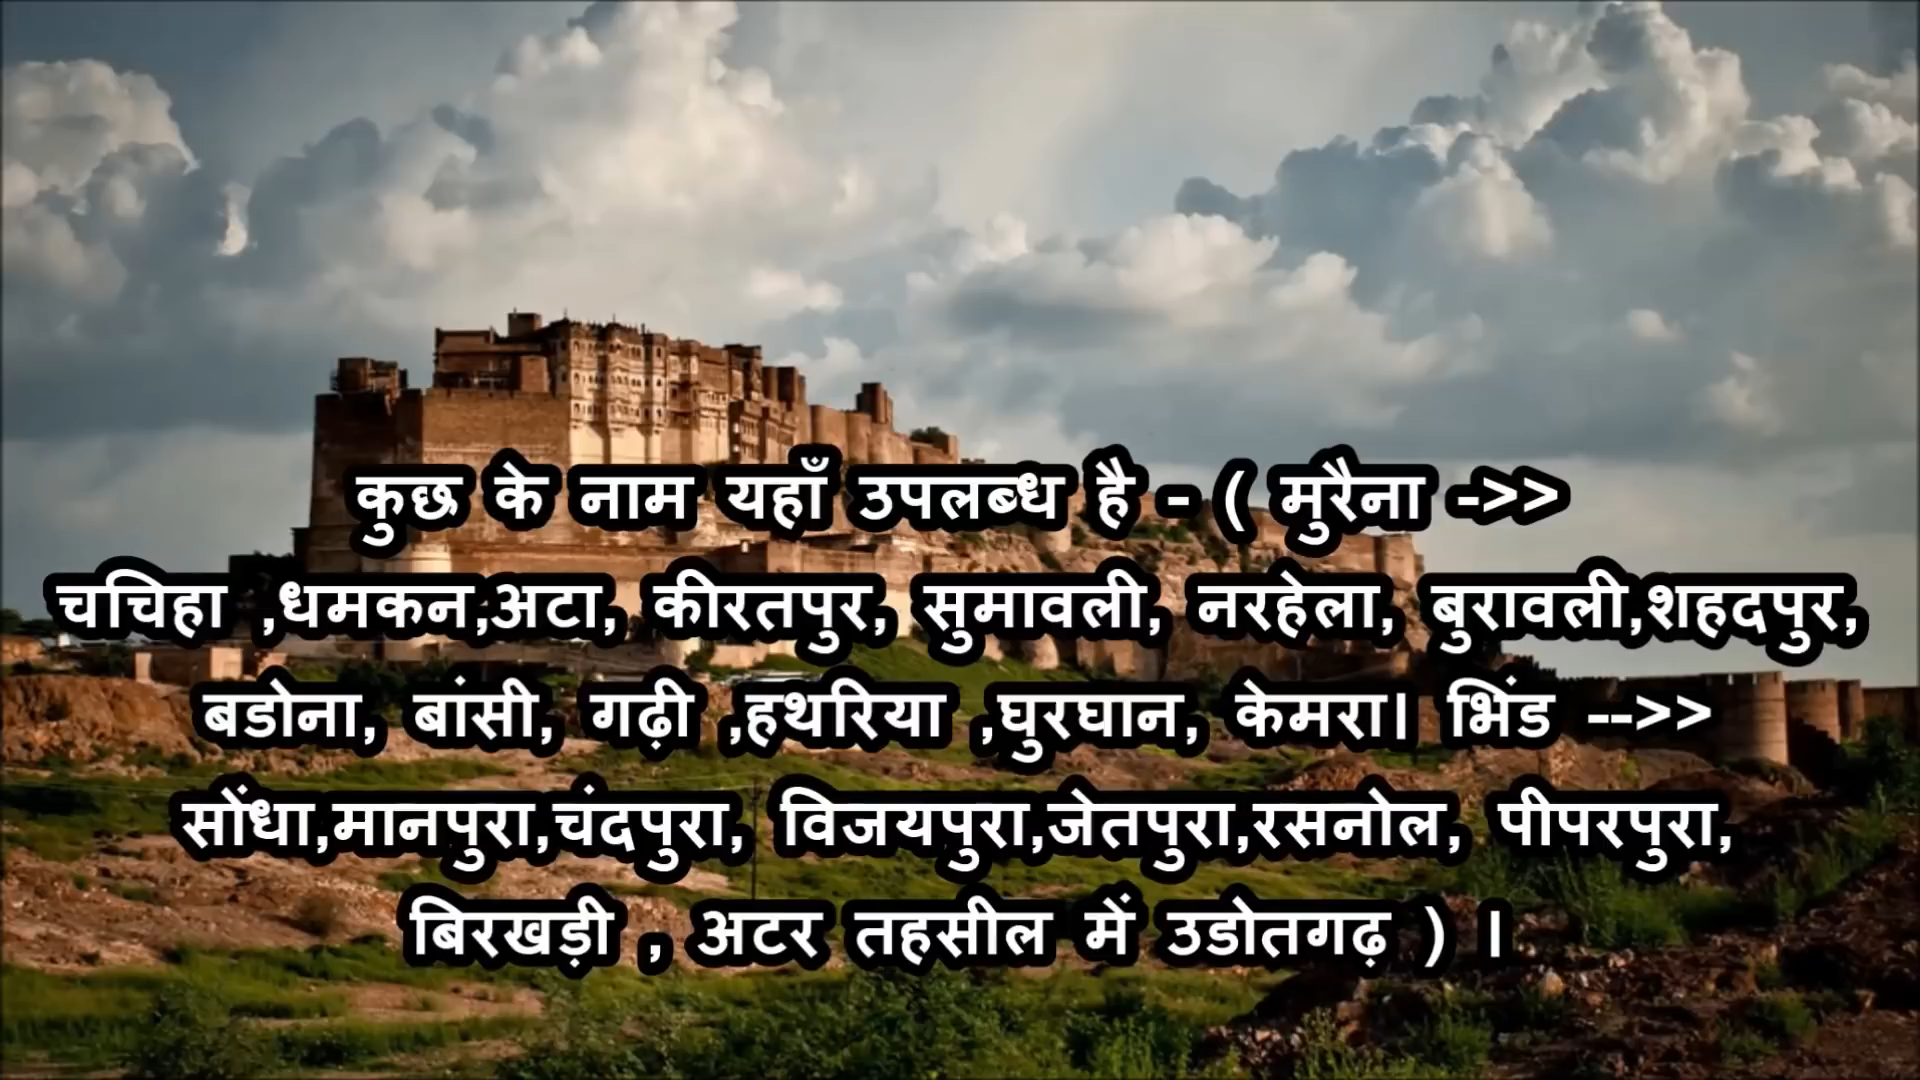 कुछ के नाम यहाँ उपलब्ध है - ( मुरैना ->>
चचिहा ,धमकन,अटा, कीरतपुर, सुमावली, नरहेला, बुरावली,शहदपुर,
बडोना, बांसी, गढ़ी ,हथरिया ,घुरघान, केमरा। भिंड -->>
सोंधा,मानपुरा,चंदपुरा, विजयपुरा,जेतपुरा,रसनोल, पीपरपुरा,
बिरखड़ी , अटर तहसील में उडोतगढ़ ) ।